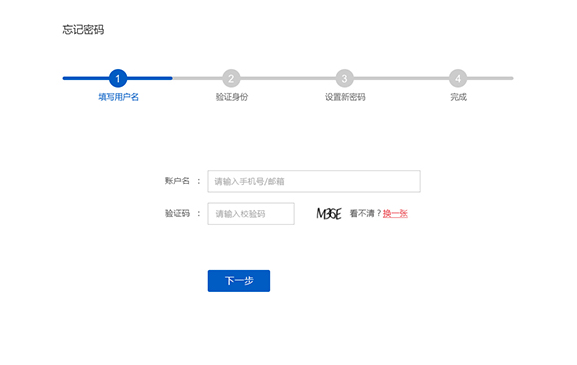 忘记密码
1 2 3 4
填写用户名 验证身份 设置新密码 完成
账户名 : 请输入手机号/邮箱
验证码 : 请输入校验码 M36E 看不清?换一张
下一步